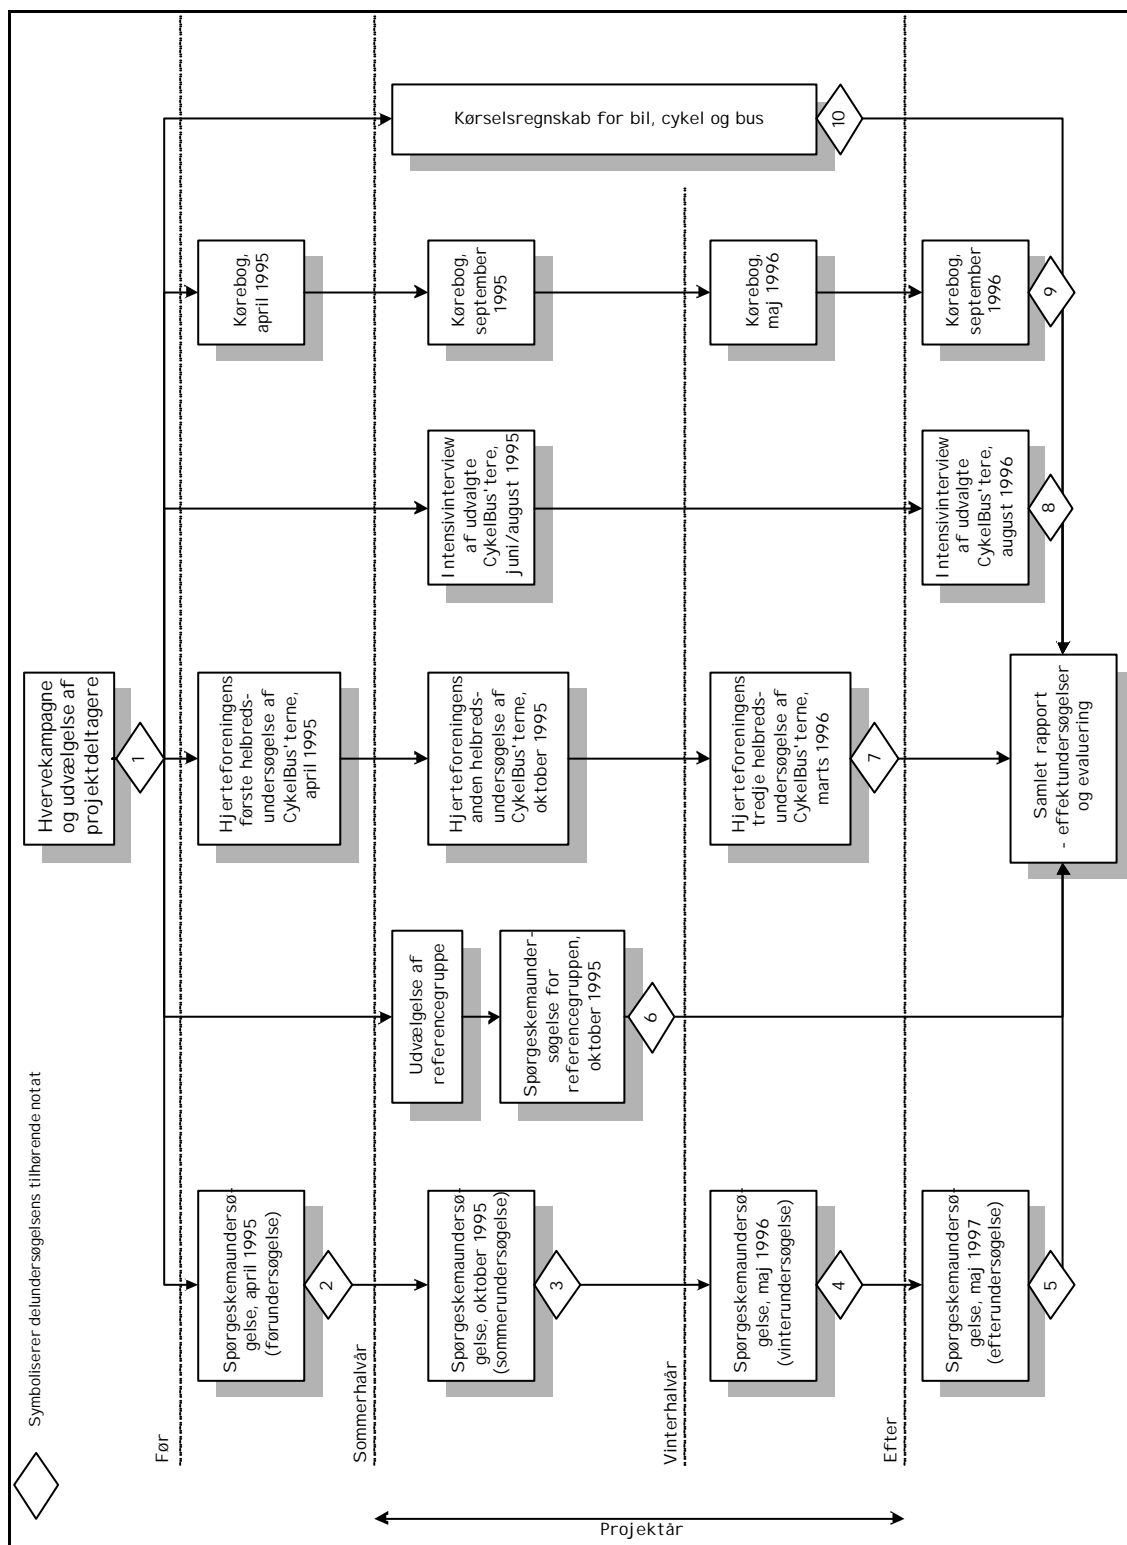 Symboliserer delundersøgelsens tilhørende notat
Før
Sommerhalvår
Vinterhalvår
Efter
Projektår
Hvervekampagne
og udvælgelse af
projektdeltagere
1
Spørgeskemaundersø-
gelse, april 1995
(førundersøgelse)
2
Spørgeskemaundersø-
gelse, oktober 1995
(sommerundersøgelse)
3
Spørgeskemaundersø-
gelse, maj 1996
(vinterundersøgelse)
4
Spørgeskemaundersø-
gelse, maj 1997
(efterundersøgelse)
5
Udvælgelse af
referencegruppe
Spørgeskemaunder-
søgelse for
referencegruppen,
oktober 1995
6
Hjerteforeningens
første helbreds-
undersøgelse af
CykelBus'terne,
april 1995
Hjerteforeningens
anden helbreds-
undersøgelse af
CykelBus'terne,
oktober 1995
Hjerteforeningens
tredje helbreds-
undersøgelse af
CykelBus'terne,
marts 1996
7
Intensivinterview
af udvalgte
CykelBus'tere,
juni/august 1995
Intensivinterview
af udvalgte
CykelBus'tere,
august 1996
8
Kørebog,
april 1995
Kørebog,
september
1995
Kørebog,
maj 1996
Kørebog,
september
1996
9
Kørselsregnskab for bil, cykel og bus
10
Samlet rapport
- effektundersøgelser
og evaluering